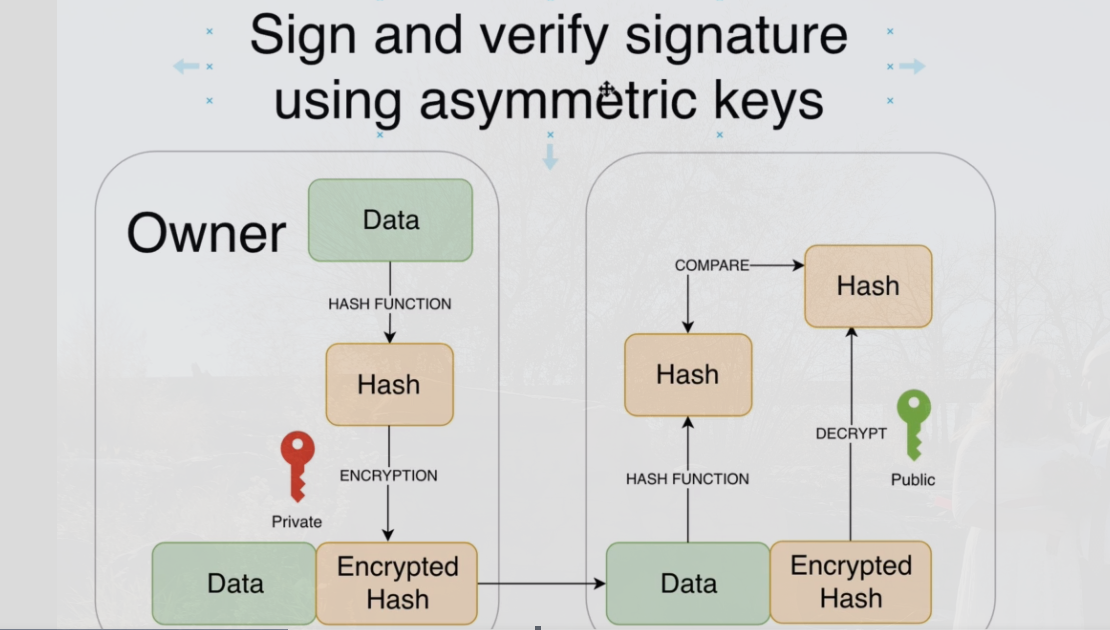 Sign and verify signature
using asymmetric keys
Owner
Data
HASH FUNCTION
Hash
ENCRYPTION
Private
Data
Encrypted
Hash
COMPARE
Hash
Hash
HASH FUNCTION
DECRYPT
Public
Data
Encrypted
Hash